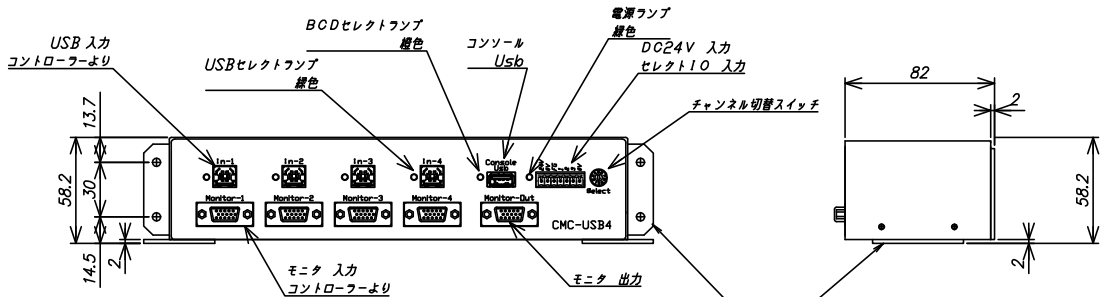 USB 入力
コントローラーより
BCDセレクトランプ
橙色
USBセレクトランプ
緑色
コンソール
Usb
電源ランプ
緑色
DC24V 入力
セレクトIO 入力
チャンネル切替スイッチ
82
2
13.7
30
58.2
14.5
2
In-1
In-2
In-3
In-4
Console
Usb
Select
Monitor-1
Monitor-2
Monitor-3
Monitor-4
Monitor-Out
CMC-USB4
58.2
2
モニタ 入力
コントローラーより
モニタ 出力